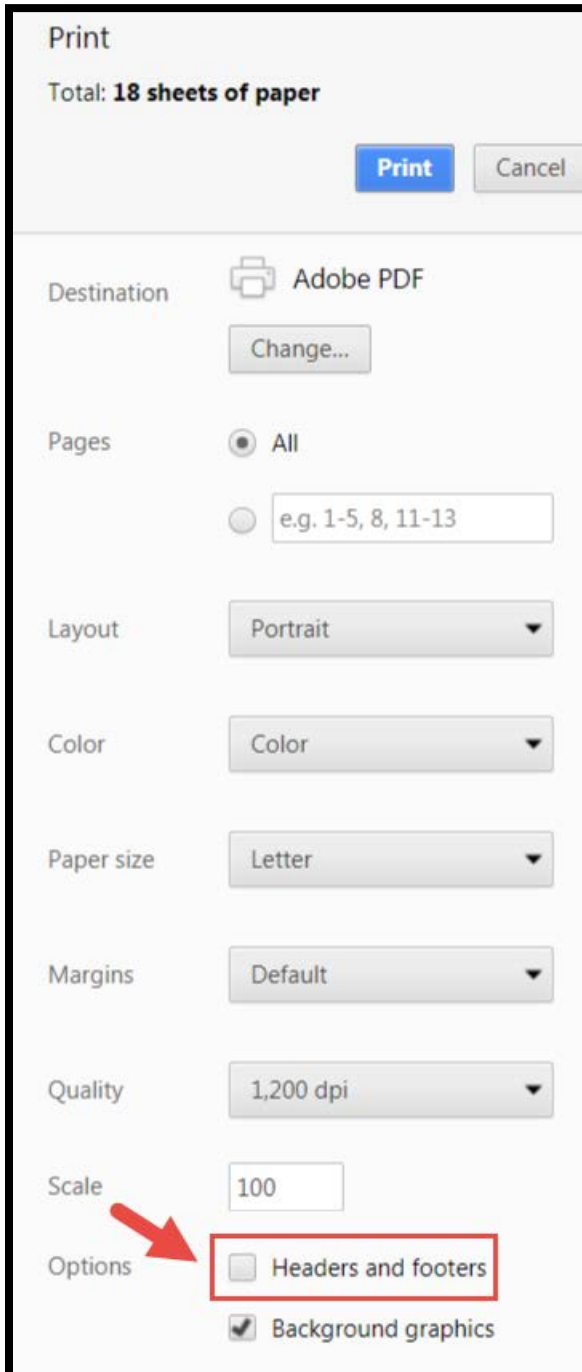 Print
Total: 18 sheets of paper
Print Cancel
Destination Adobe PDF
Change...
Pages All
e.g. 1-5, 8, 11-13
Layout Portrait
Color Color
Paper size Letter
Margins Default
Quality 1,200 dpi
Scale 100
Options Headers and footers
Background graphics